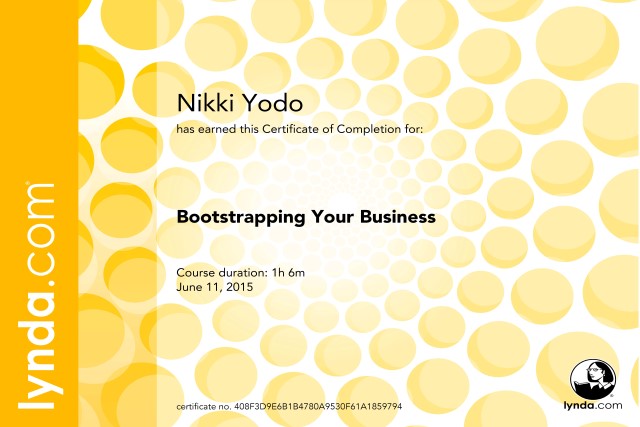 Nikki Yodo
has earned this Certificate of Completion for:
Bootstrapping Your Business
Course duration: 1h 6m
June 11, 2015
certificate no. 408F3D9E6B1B4780A9530F61A1859794
lynda.com
lynda.com